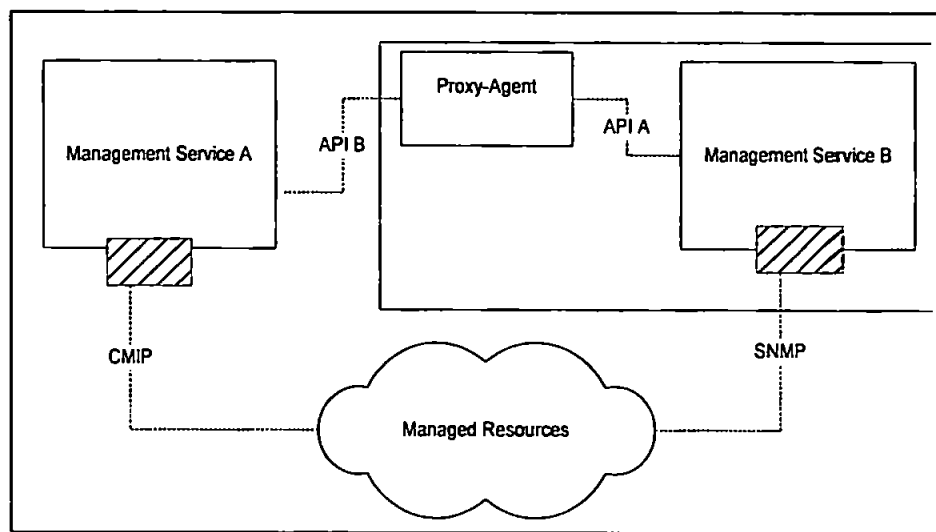 Proxy-Agent
Management Service A
API B
API A
Management Service B
CMIP
SNMP
Managed Resources